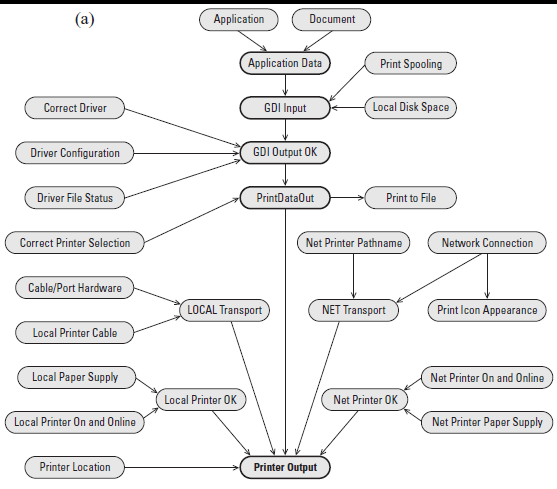 (a)
Application
Document
Application Data
Print Spooling
Correct Driver
GDI Input
Local Disk Space
Driver Configuration
GDI Output OK
Driver File Status
PrintDataOut
Print to File
Correct Printer Selection
Net Printer Pathname
Network Connection
Cable/Port Hardware
LOCAL Transport
NET Transport
Print Icon Appearance
Local Printer Cable
Local Paper Supply
Net Printer On and Online
Local Printer OK
Net Printer OK
Local Printer On and Online
Net Printer Paper Supply
Printer Location
Printer Output